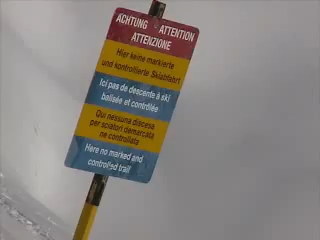 ACHTUNG ATTENTION
ATTENZIONE
Hier keine markierte
und kontrollierte Skiabfahrt
Ici pas de descente à ski
balisée et contrôlée
Qui nessuna discesa
per sciatori demarcata
ne controllata
Here no marked and
controlled trail